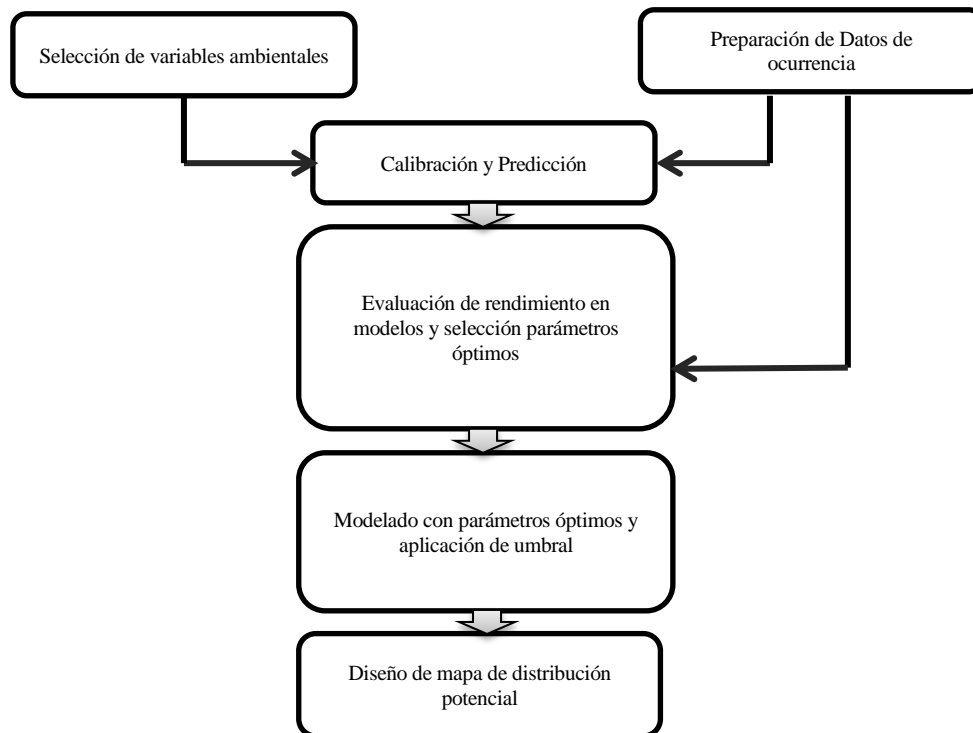 Selección de variables ambientales
Preparación de Datos de
ocurrencia
Calibración y Predicción
Evaluación de rendimiento en
modelos y selección parámetros
óptimos
Modelado con parámetros óptimos y
aplicación de umbral
Diseño de mapa de distribución
potencial